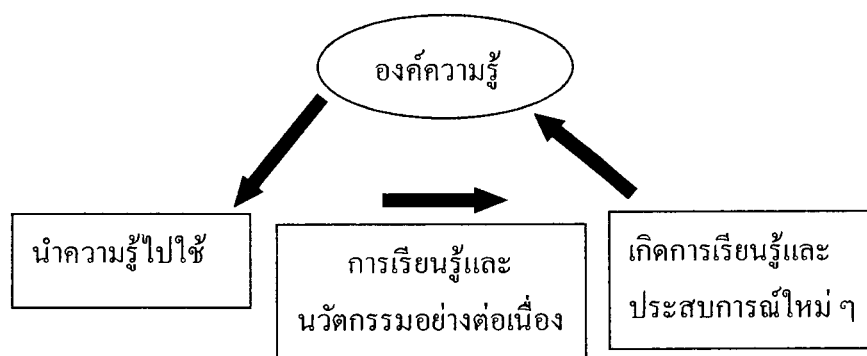 องค์ความรู้
นำความรู้ไปใช้
การเรียนรู้และ
นวัตกรรมอย่างต่อเนื่อง
เกิดการเรียนรู้และ
ประสบการณ์ใหม่ ๆ